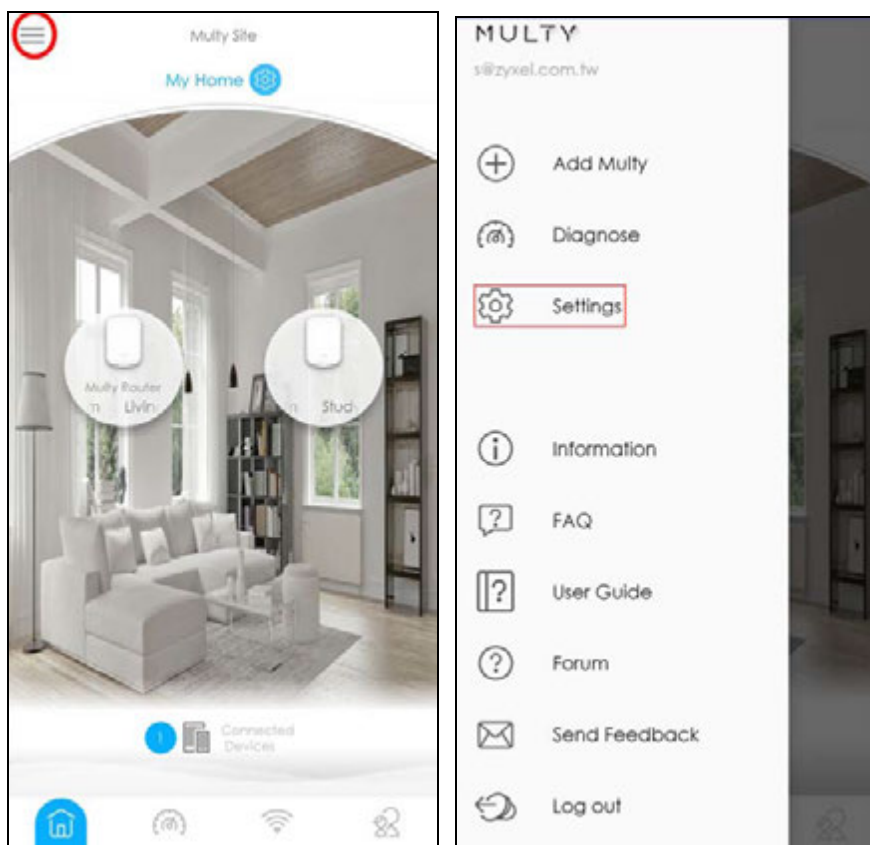 Multy Site
My Home
Multy Router
Livin
Stud
1
Connected
Devices
MULTY
s@zyxel.com.tw
Add Multy
Diagnose
Settings
Information
FAQ
User Guide
Forum
Send Feedback
Log out